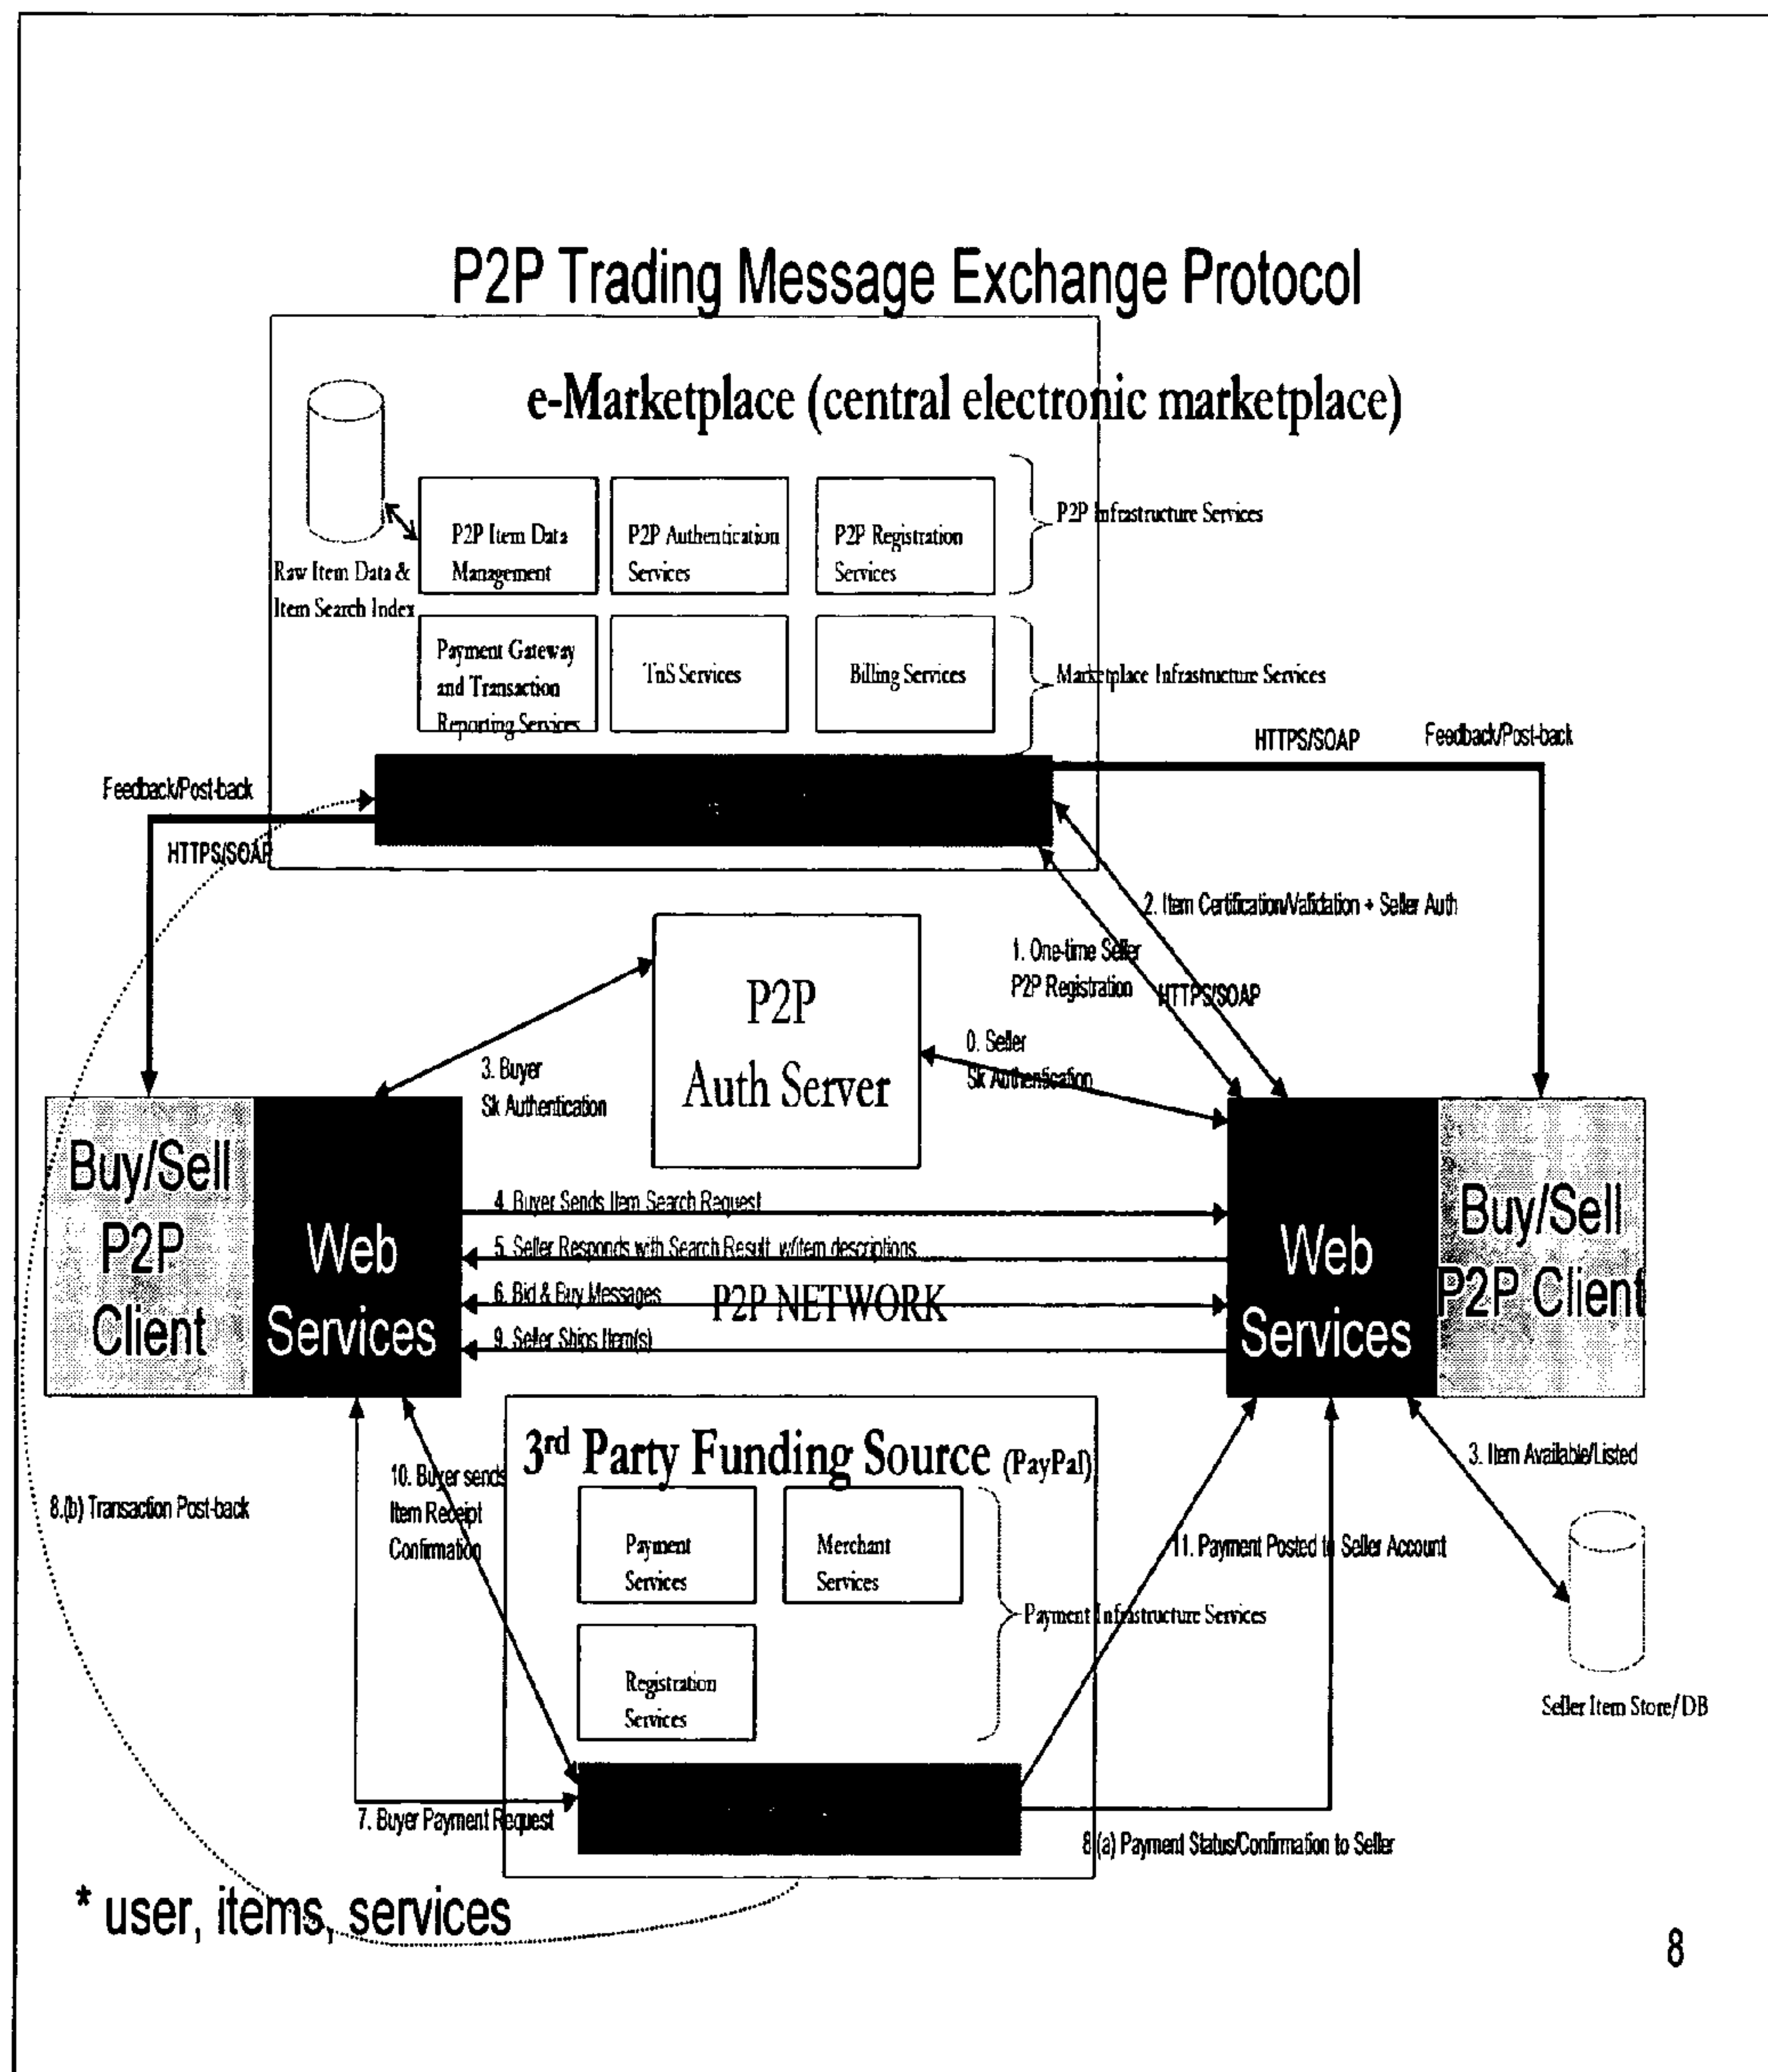 P2P Trading Message Exchange Protocol
e-Marketplace (central electronic marketplace)
P2P Item Data
Management
P2P Authentication
Services
P2P Registration
Services
P2P Infrastructure Services
Raw Item Data &
Item Search Index
Payment Gateway
and Transaction
Reporting Services
TnS Services
Billing Services
Marketplace Infrastructure Services
HTTPS/SOAP
Feedback/Post-back
Feedback/Post-back
HTTPS/SOAP
2. Item Certification/Validation + Seller Auth
1. One-time Seller
P2P Registration
HTTPS/SOAP
P2P
Auth Server
0. Seller
Sk Authentication
3. Buyer
Sk Authentication
Buy/Sell
P2P
Client
Web
Services
4. Buyer Sends Item Search Request
5. Seller Responds with Search Result w/item descriptions
6. Bid & Buy Messages
P2P NETWORK
9. Seller Ships Item(s)
Web
Services
Buy/Sell
P2P Client
3rd Party Funding Source (PayPal)
3. Item Available/Listed
10. Buyer sends
Item Receipt
Confirmation
8.(b) Transaction Post-back
Payment
Services
Merchant
Services
11. Payment Posted to Seller Account
Payment Infrastructure Services
Registration
Services
Seller Item Store/DB
7. Buyer Payment Request
8.(a) Payment Status/Confirmation to Seller
* user, items, services
8